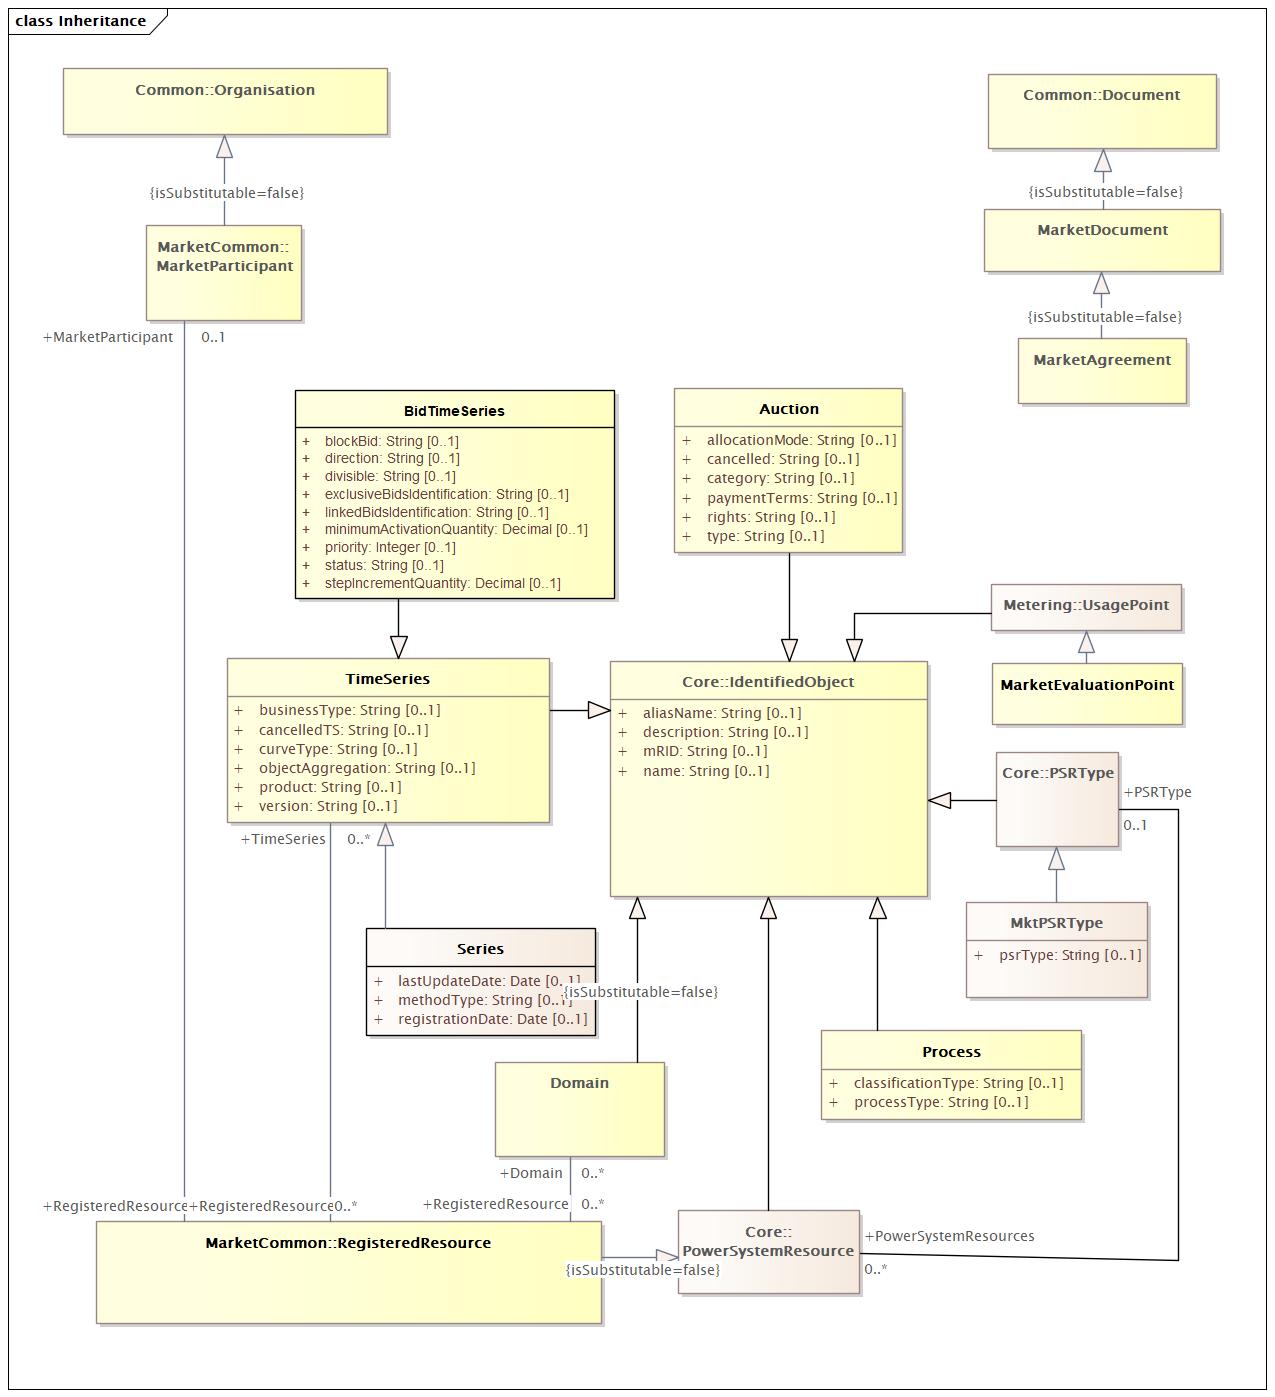 class Inheritance
Common::Organisation
{isSubstitutable=false}
MarketCommon::
MarketParticipant
+MarketParticipant 0..1
Common::Document
{isSubstitutable=false}
MarketDocument
{isSubstitutable=false}
MarketAgreement
BidTimeSeries
+ blockBid: String [0..1]
+ direction: String [0..1]
+ divisible: String [0..1]
+ exclusiveBidsIdentification: String [0..1]
+ linkedBidsIdentification: String [0..1]
+ minimumActivationQuantity: Decimal [0..1]
+ priority: Integer [0..1]
+ status: String [0..1]
+ stepIncrementQuantity: Decimal [0..1]
Auction
+ allocationMode: String [0..1]
+ cancelled: String [0..1]
+ category: String [0..1]
+ paymentTerms: String [0..1]
+ rights: String [0..1]
+ type: String [0..1]
Metering::UsagePoint
MarketEvaluationPoint
TimeSeries
+ businessType: String [0..1]
+ cancelledTS: String [0..1]
+ curveType: String [0..1]
+ objectAggregation: String [0..1]
+ product: String [0..1]
+ version: String [0..1]
+TimeSeries 0..*
Core::IdentifiedObject
+ aliasName: String [0..1]
+ description: String [0..1]
+ mRID: String [0..1]
+ name: String [0..1]
Core::PSRType
+PSRType
0..1
MktPSRType
+ psrType: String [0..1]
Series
+ lastUpdateDate: Date [0..1]
+ methodType: String [0..1]
+ registrationDate: Date [0..1]
{isSubstitutable=false}
Process
+ classificationType: String [0..1]
+ processType: String [0..1]
Domain
+Domain 0..*
+RegisteredResource 0..*
+RegisteredResource
+RegisteredResource 0..*
MarketCommon::RegisteredResource
{isSubstitutable=false}
Core::
PowerSystemResource
+PowerSystemResources
0..*